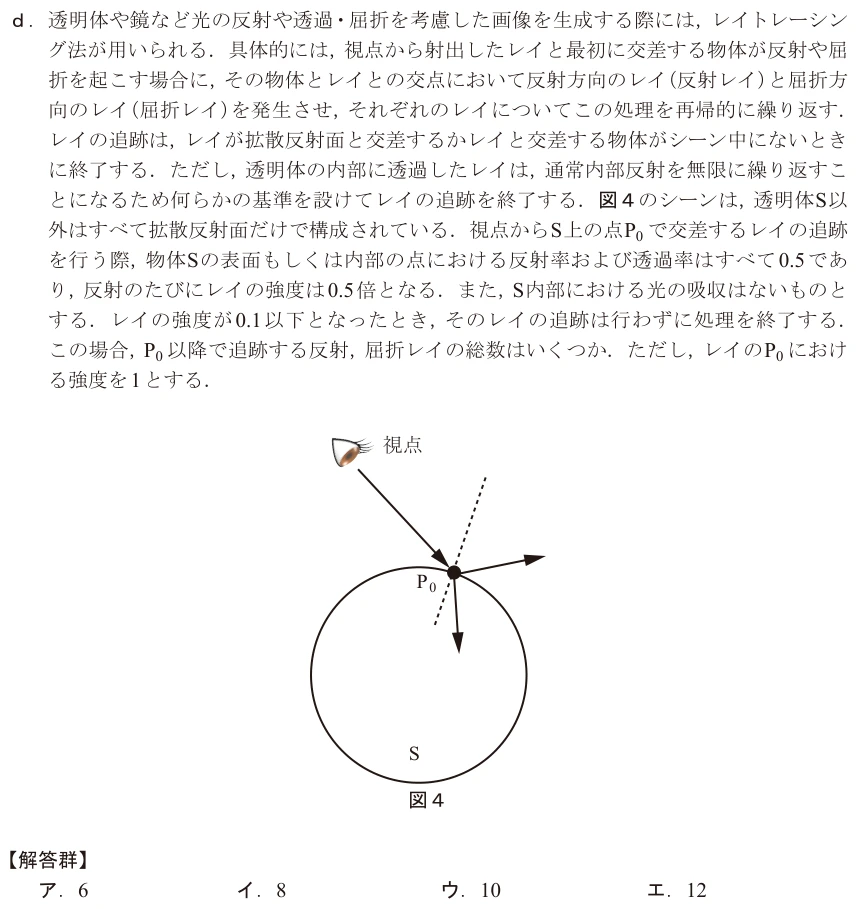 d．透明体や鏡など光の反射や透過・屈折を考慮した画像を生成する際には，レイトレーシン
グ法が用いられる．具体的には，視点から射出したレイと最初に交差する物体が反射や屈
折を起こす場合に，その物体とレイとの交点において反射方向のレイ（反射レイ）と屈折方
向のレイ（屈折レイ）を発生させ，それぞれのレイについてこの処理を再帰的に繰り返す．
レイの追跡は，レイが拡散反射面と交差するかレイと交差する物体がシーン中にないとき
に終了する．ただし，透明体の内部に透過したレイは，通常内部反射を無限に繰り返すこ
とになるため何らかの基準を設けてレイの追跡を終了する．図4のシーンは，透明体S以
外はすべて拡散反射面だけで構成されている．視点からS上の点P₀で交差するレイの追跡
を行う際，物体Sの表面もしくは内部の点における反射率および透過率はすべて0.5であ
り，反射のたびにレイの強度は0.5倍となる．また，S内部における光の吸収はないものと
する．レイの強度が0.1以下となったとき，そのレイの追跡は行わずに処理を終了する．
この場合，P₀以降で追跡する反射，屈折レイの総数はいくつか．ただし，レイのP₀におけ
る強度を1とする．
視点
P₀
S
図4
【解答群】
ア．6　イ．8　ウ．10　エ．12